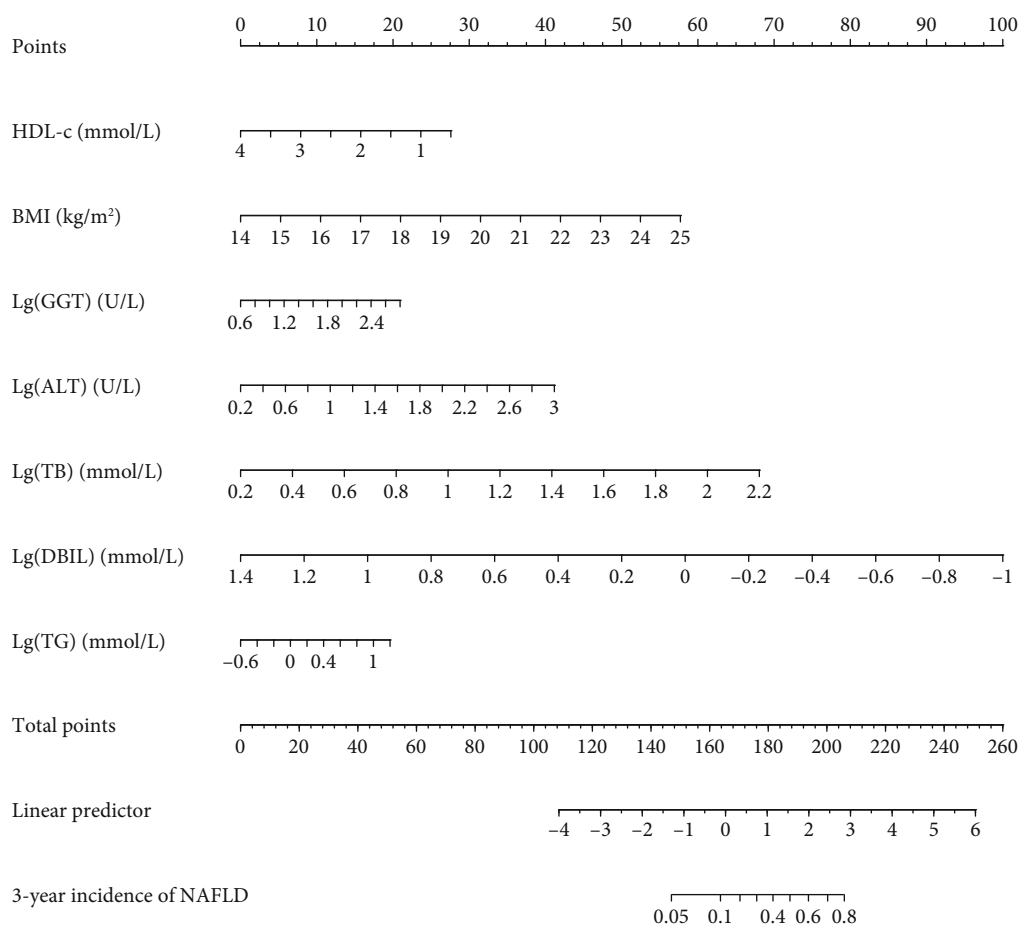 Points
0 10 20 30 40 50 60 70 80 90 100
HDL-c (mmol/L)
4 3 2 1
BMI (kg/m²)
14 15 16 17 18 19 20 21 22 23 24 25
Lg(GGT) (U/L)
0.6 1.2 1.8 2.4
Lg(ALT) (U/L)
0.2 0.6 1 1.4 1.8 2.2 2.6 3
Lg(TB) (mmol/L)
0.2 0.4 0.6 0.8 1 1.2 1.4 1.6 1.8 2 2.2
Lg(DBIL) (mmol/L)
1.4 1.2 1 0.8 0.6 0.4 0.2 0 –0.2 –0.4 –0.6 –0.8 –1
Lg(TG) (mmol/L)
–0.6 0 0.4 1
Total points
0 20 40 60 80 100 120 140 160 180 200 220 240 260
Linear predictor
–4 –3 –2 –1 0 1 2 3 4 5 6
3-year incidence of NAFLD
0.05 0.1 0.4 0.6 0.8